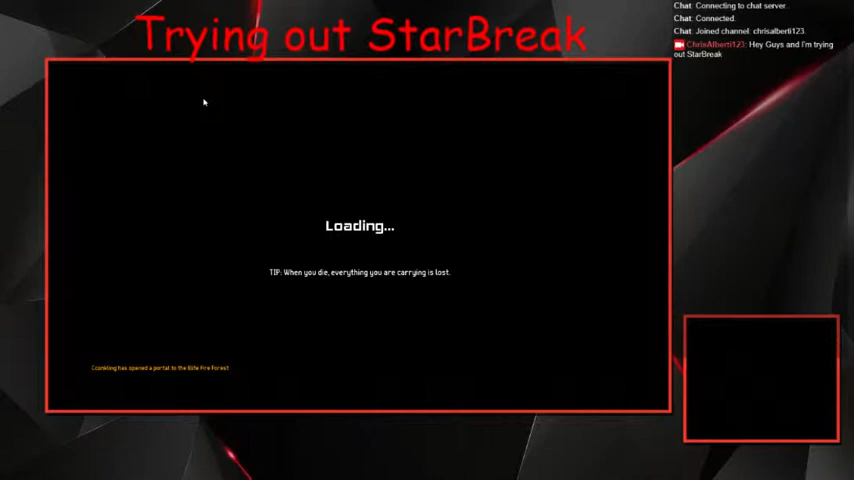 Trying out StarBreak
Chat: Connecting to chat server..
Chat: Connected.
Chat: Joined channel: chrisalberti123.
ChrisAlberti123: Hey Guys and I'm trying
out StarBreak
Loading...
TIP: When you die, everything you are carrying is lost.
has opened a portal to the Elite Fire Forest